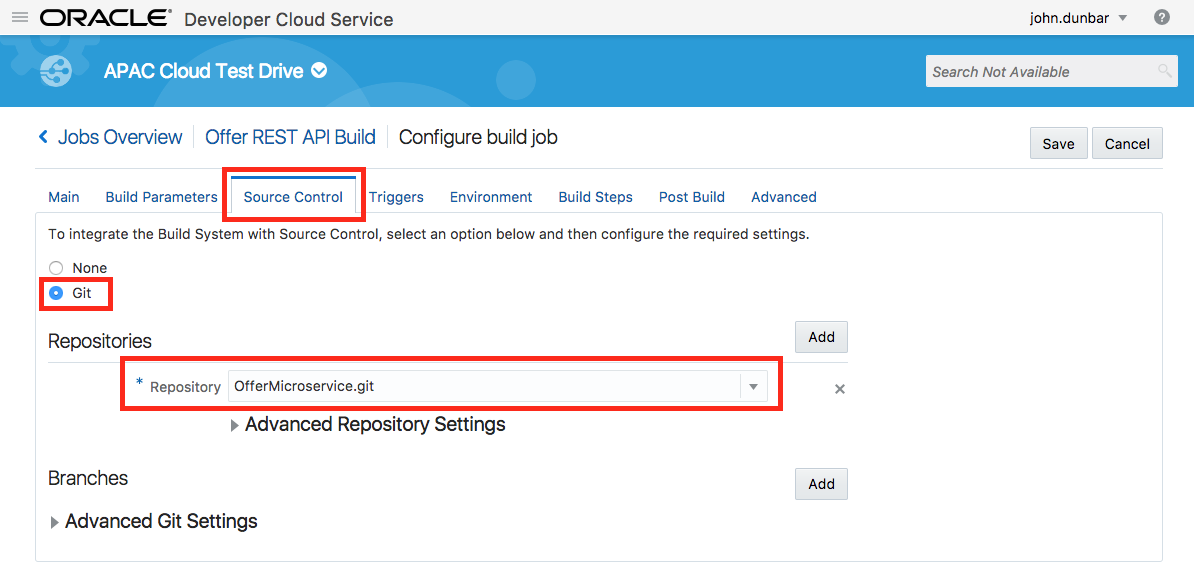 ORACLE® Developer Cloud Service
john.dunbar
?
APAC Cloud Test Drive
Search Not Available
Jobs Overview Offer REST API Build Configure build job
Save Cancel
Main Build Parameters Source Control Triggers Environment Build Steps Post Build Advanced
To integrate the Build System with Source Control, select an option below and then configure the required settings.
None
Git
Repositories
Add
* Repository OfferMicroservice.git
Advanced Repository Settings
Branches
Add
Advanced Git Settings